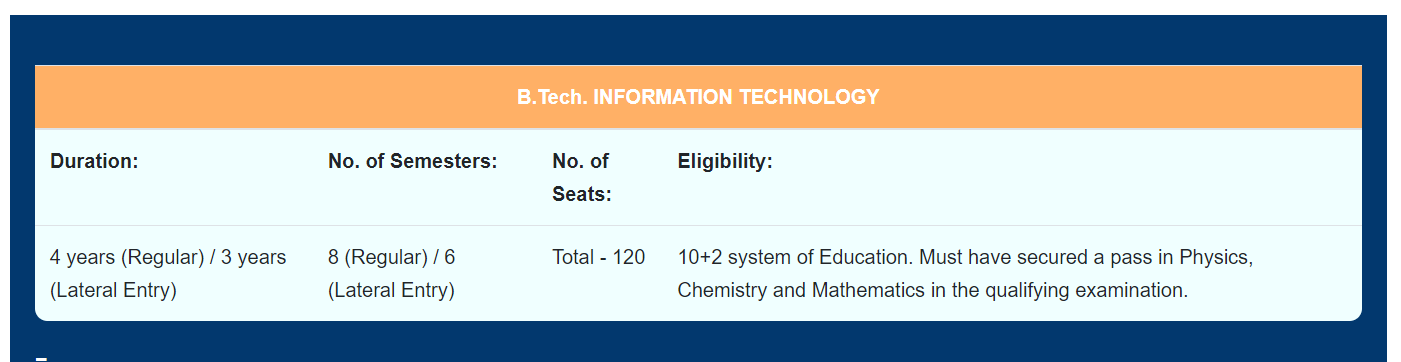 B.Tech. INFORMATION TECHNOLOGY
Duration: No. of Semesters: No. of Seats: Eligibility:
4 years (Regular) / 3 years (Lateral Entry)
8 (Regular) / 6 (Lateral Entry)
Total - 120
10+2 system of Education. Must have secured a pass in Physics,
Chemistry and Mathematics in the qualifying examination.